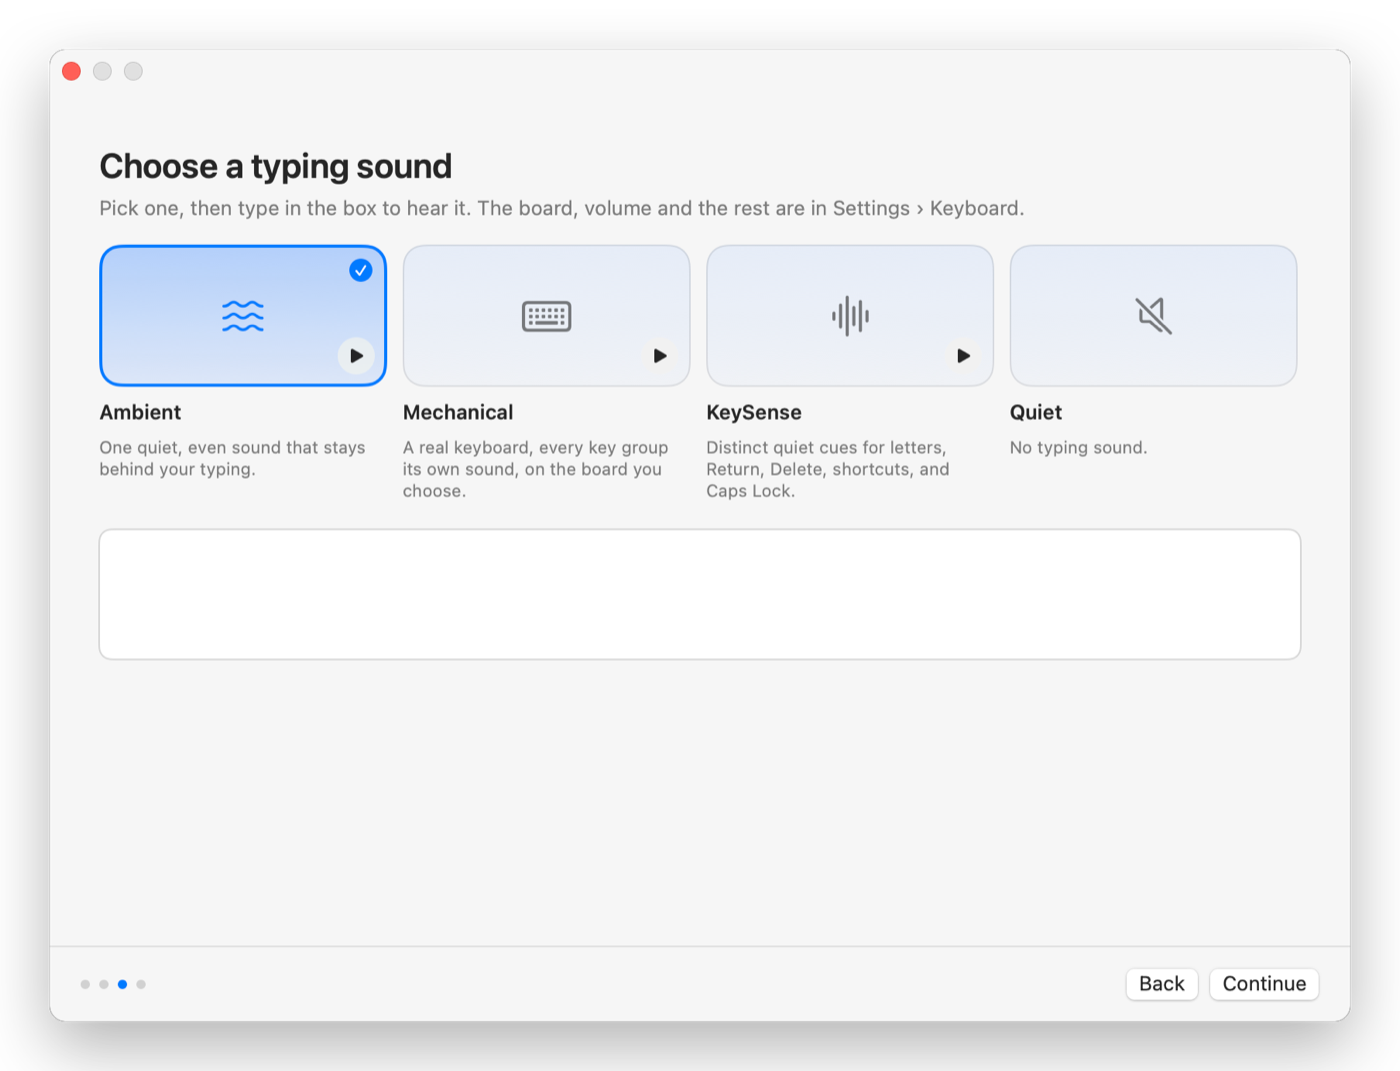 Choose a typing sound
Pick one, then type in the box to hear it. The board, volume and the rest are in Settings › Keyboard.
Ambient
One quiet, even sound that stays
behind your typing.
Mechanical
A real keyboard, every key group
its own sound, on the board you
choose.
KeySense
Distinct quiet cues for letters,
Return, Delete, shortcuts, and
Caps Lock.
Quiet
No typing sound.
Back
Continue